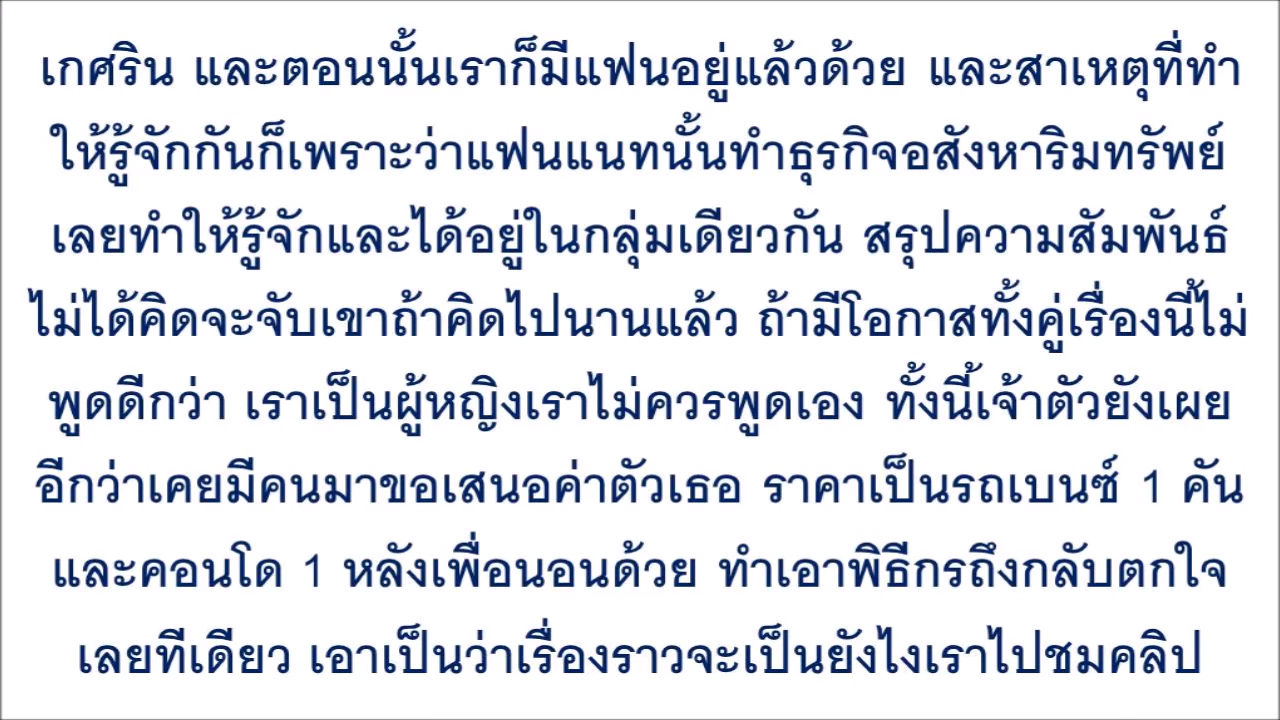 เกศริน และตอนนั้นเราก็มีแฟนอยู่แล้วด้วย และสาเหตุที่ทำ
ให้รู้จักกันก็เพราะว่าแฟนแนทนั้นทำธุรกิจอสังหาริมทรัพย์
เลยทำให้รู้จักและได้อยู่ในกลุ่มเดียวกัน สรุปความสัมพันธ์
ไม่ได้คิดจะจับเขาถ้าคิดไปนานแล้ว ถ้ามีโอกาสทั้งคู่เรื่องนี้ไม่
พูดดีกว่า เราเป็นผู้หญิงเราไม่ควรพูดเอง ทั้งนี้เจ้าตัวยังเผย
อีกว่าเคยมีคนมาขอเสนอค่าตัวเธอ ราคาเป็นรถเบนซ์ 1 คัน
และคอนโด 1 หลังเพื่อนอนด้วย ทำเอาพิธีกรถึงกลับตกใจ
เลยทีเดียว เอาเป็นว่าเรื่องราวจะเป็นยังไงเราไปชมคลิป